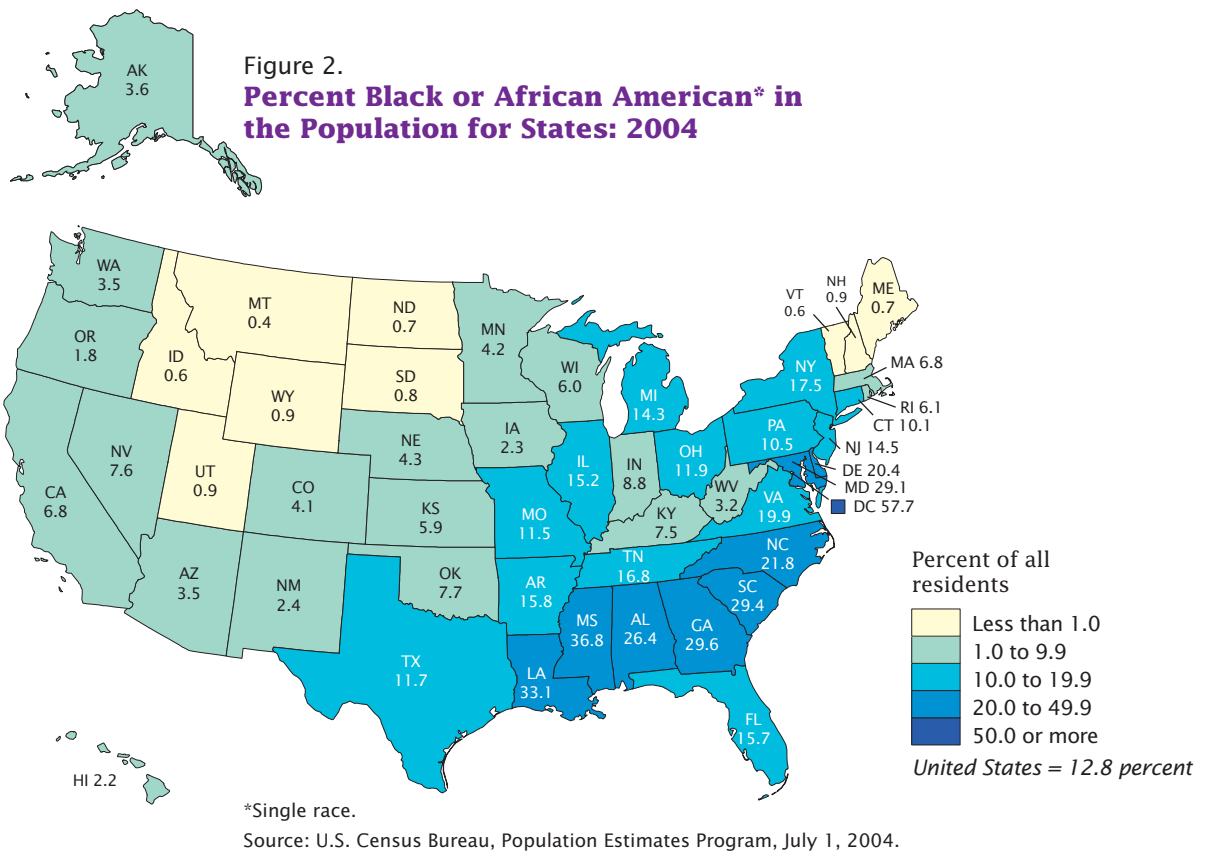 AK
3.6
Figure 2.
Percent Black or African American* in
the Population for States: 2004
WA
3.5
OR
1.8
CA
6.8
NV
7.6
ID
0.6
MT
0.4
WY
0.9
UT
0.9
AZ
3.5
CO
4.1
NM
2.4
ND
0.7
SD
0.8
NE
4.3
KS
5.9
OK
7.7
TX
11.7
MN
4.2
IA
2.3
MO
11.5
AR
15.8
LA
33.1
WI
6.0
IL
15.2
MI
14.3
IN
8.8
OH
11.9
KY
7.5
TN
16.8
MS
36.8
AL
26.4
GA
29.6
FL
15.7
SC
29.4
NC
21.8
VA
19.9
WV
3.2
PA
10.5
NY
17.5
VT
0.6
NH
0.9
ME
0.7
MA 6.8
RI 6.1
CT 10.1
NJ 14.5
DE 20.4
MD 29.1
DC 57.7
HI 2.2
Percent of all
residents
Less than 1.0
1.0 to 9.9
10.0 to 19.9
20.0 to 49.9
50.0 or more
United States = 12.8 percent
*Single race.
Source: U.S. Census Bureau, Population Estimates Program, July 1, 2004.